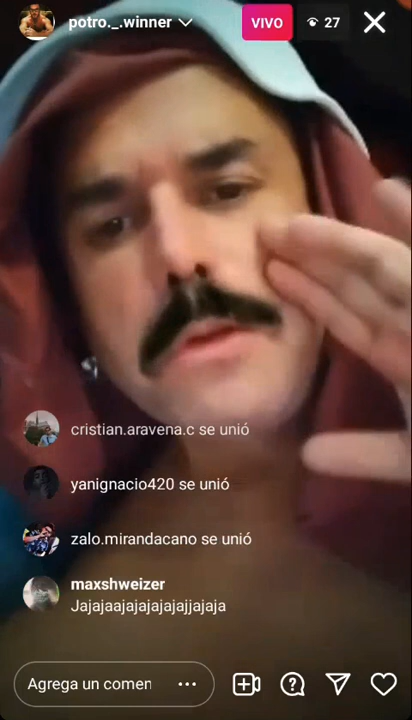 potro._.winner
VIVO
27
cristian.aravena.c se unió
yanignacio420 se unió
zalo.mirandacano se unió
maxshweizer
Jajajaajajajajajajjajaja
Agrega un comen